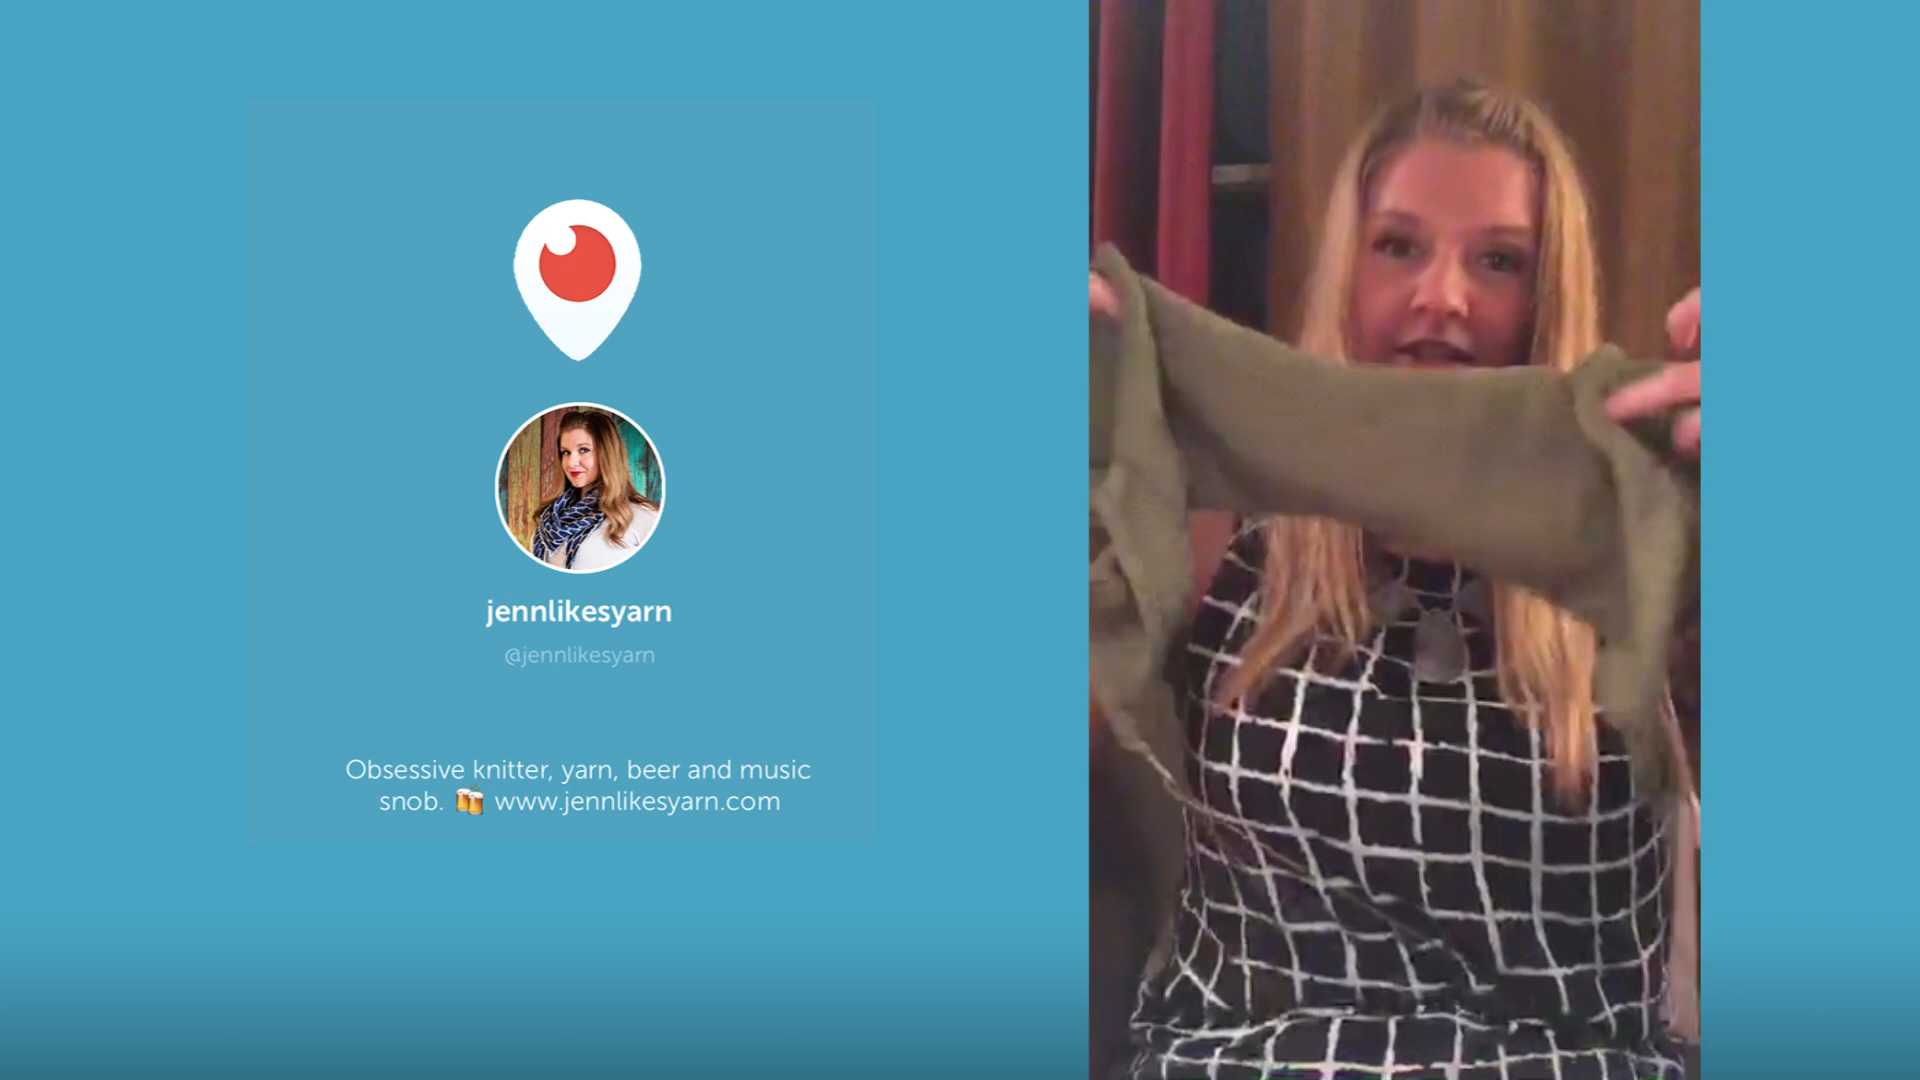 jennlikesyarn
@jennlikesyarn
Obsessive knitter, yarn, beer and music
snob. 🍻 www.jennlikesyarn.com